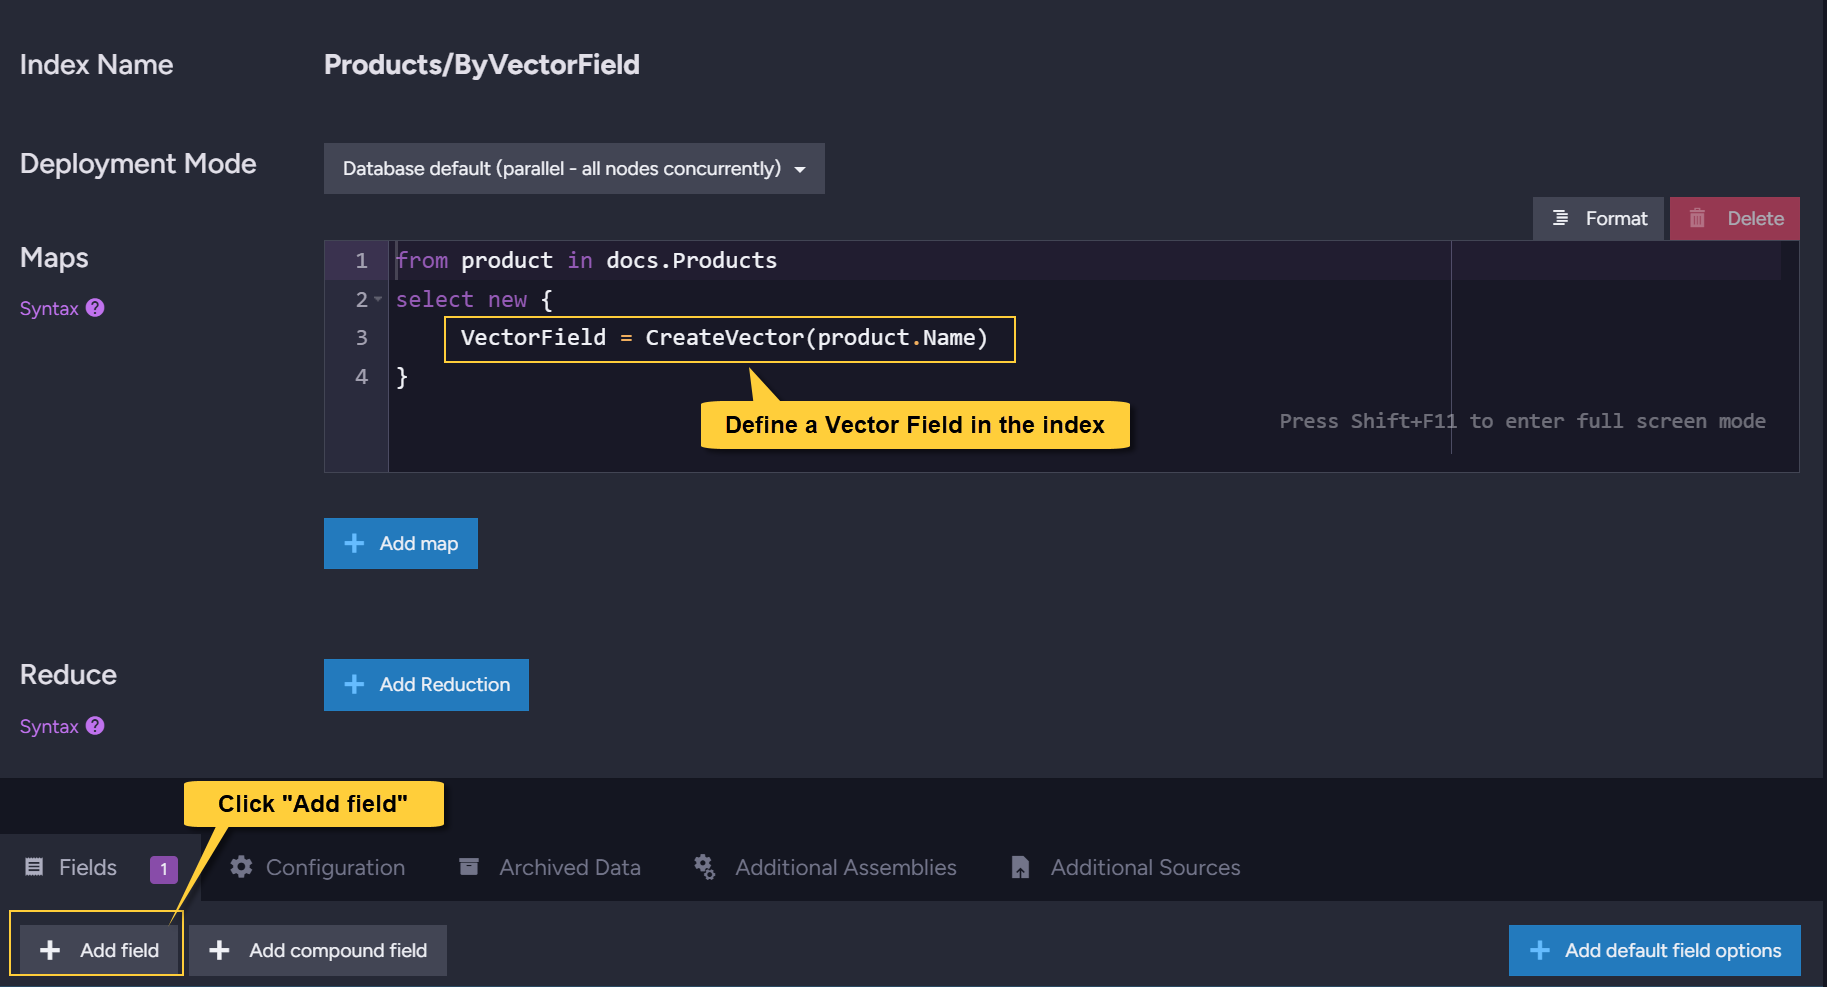 Index Name
Products/ByVectorField
Deployment Mode
Database default (parallel - all nodes concurrently)
Format
Delete
Maps
Syntax ?
1 from product in docs.Products
2 select new {
3 VectorField = CreateVector(product.Name)
4 }
Define a Vector Field in the index
Press Shift+F11 to enter full screen mode
+ Add map
Reduce
Syntax ?
+ Add Reduction
Click "Add field"
Fields 1
Configuration
Archived Data
Additional Assemblies
Additional Sources
+ Add field
+ Add compound field
+ Add default field options